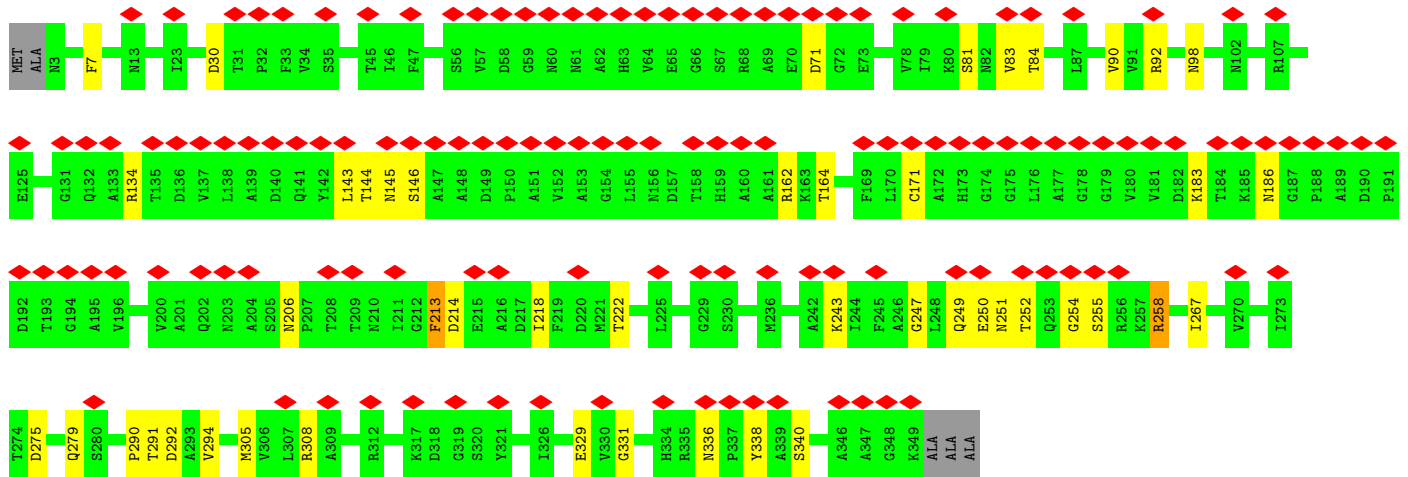 MET ALA N3 F7 N13 I23 D30 T31 P32 F33 V34 S35 T45 I46 F47 S56 V57 D58 G59 N60 N61 A62 H63 V64 E65 G66 S67 R68 A69 E70 D71 G72 E73 V78 I79 K80 S81 N82 V83 T84 L87 V90 V91 R92 N98 N102 R107
E125 G131 Q132 A133 R134 T135 D136 V137 L138 A139 D140 Q141 Y142 L143 T144 N145 S146 A147 A148 D149 P150 A151 V152 A153 G154 L155 N156 D157 T158 H159 A160 A161 R162 K163 T164 F169 L170 C171 A172 H173 G174 G175 L176 A177 G178 G179 V180 V181 D182 K183 T184 K185 N186 G187 P188 A189 D190 P191
D192 T193 G194 A195 V196 V200 A201 Q202 N203 A204 S205 N206 P207 T208 T209 N210 I211 G212 F213 D214 E215 A216 D217 I218 F219 D220 M221 T222 L225 G229 S230 M236 A242 K243 I244 F245 A246 G247 L248 Q249 E250 N251 T252 Q253 G254 S255 R256 K257 R258 I267 V270 I273
T274 D275 Q279 S280 P290 T291 D292 A293 V294 M305 V306 L307 R308 A309 R312 K317 D318 G319 S320 Y321 I326 E329 V330 G331 H334 R335 N336 P337 Y338 A339 S340 A346 A347 G348 K349 ALA ALA ALA